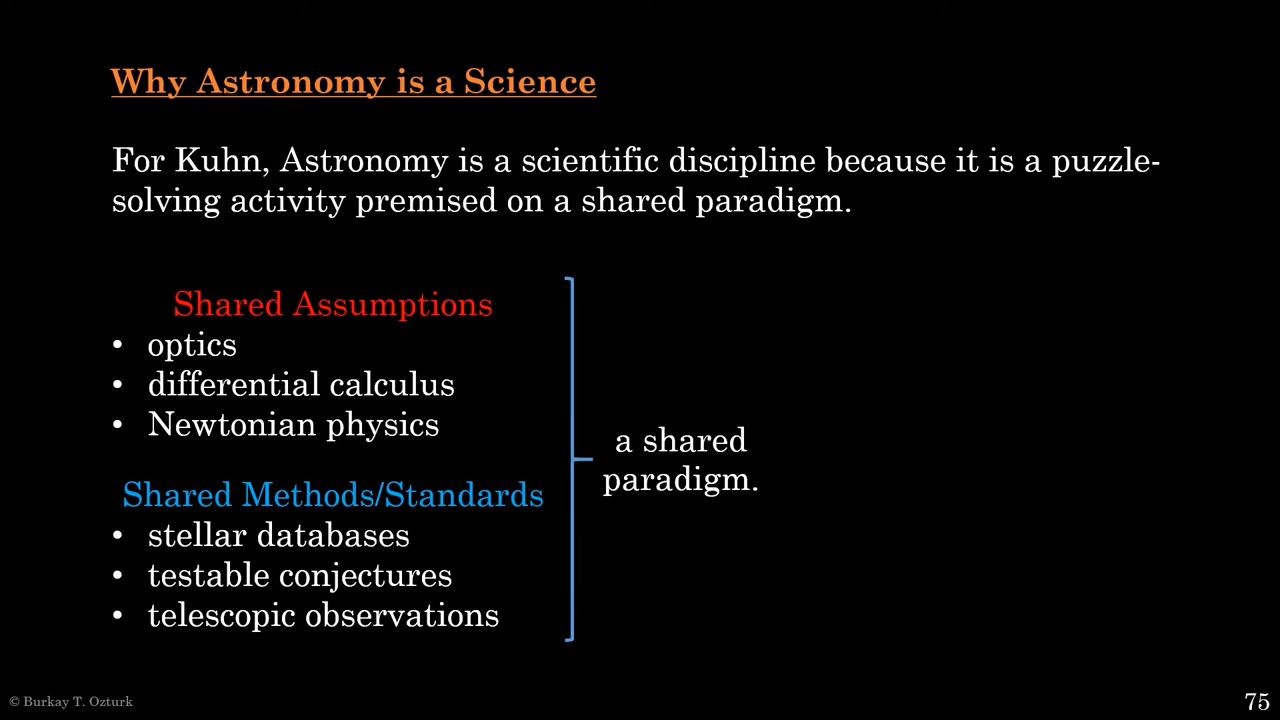 Why Astronomy is a Science
For Kuhn, Astronomy is a scientific discipline because it is a puzzle-
solving activity premised on a shared paradigm.
Shared Assumptions
• optics
• differential calculus
• Newtonian physics
Shared Methods/Standards
• stellar databases
• testable conjectures
• telescopic observations
a shared
paradigm.
© Burkay T. Ozturk
75